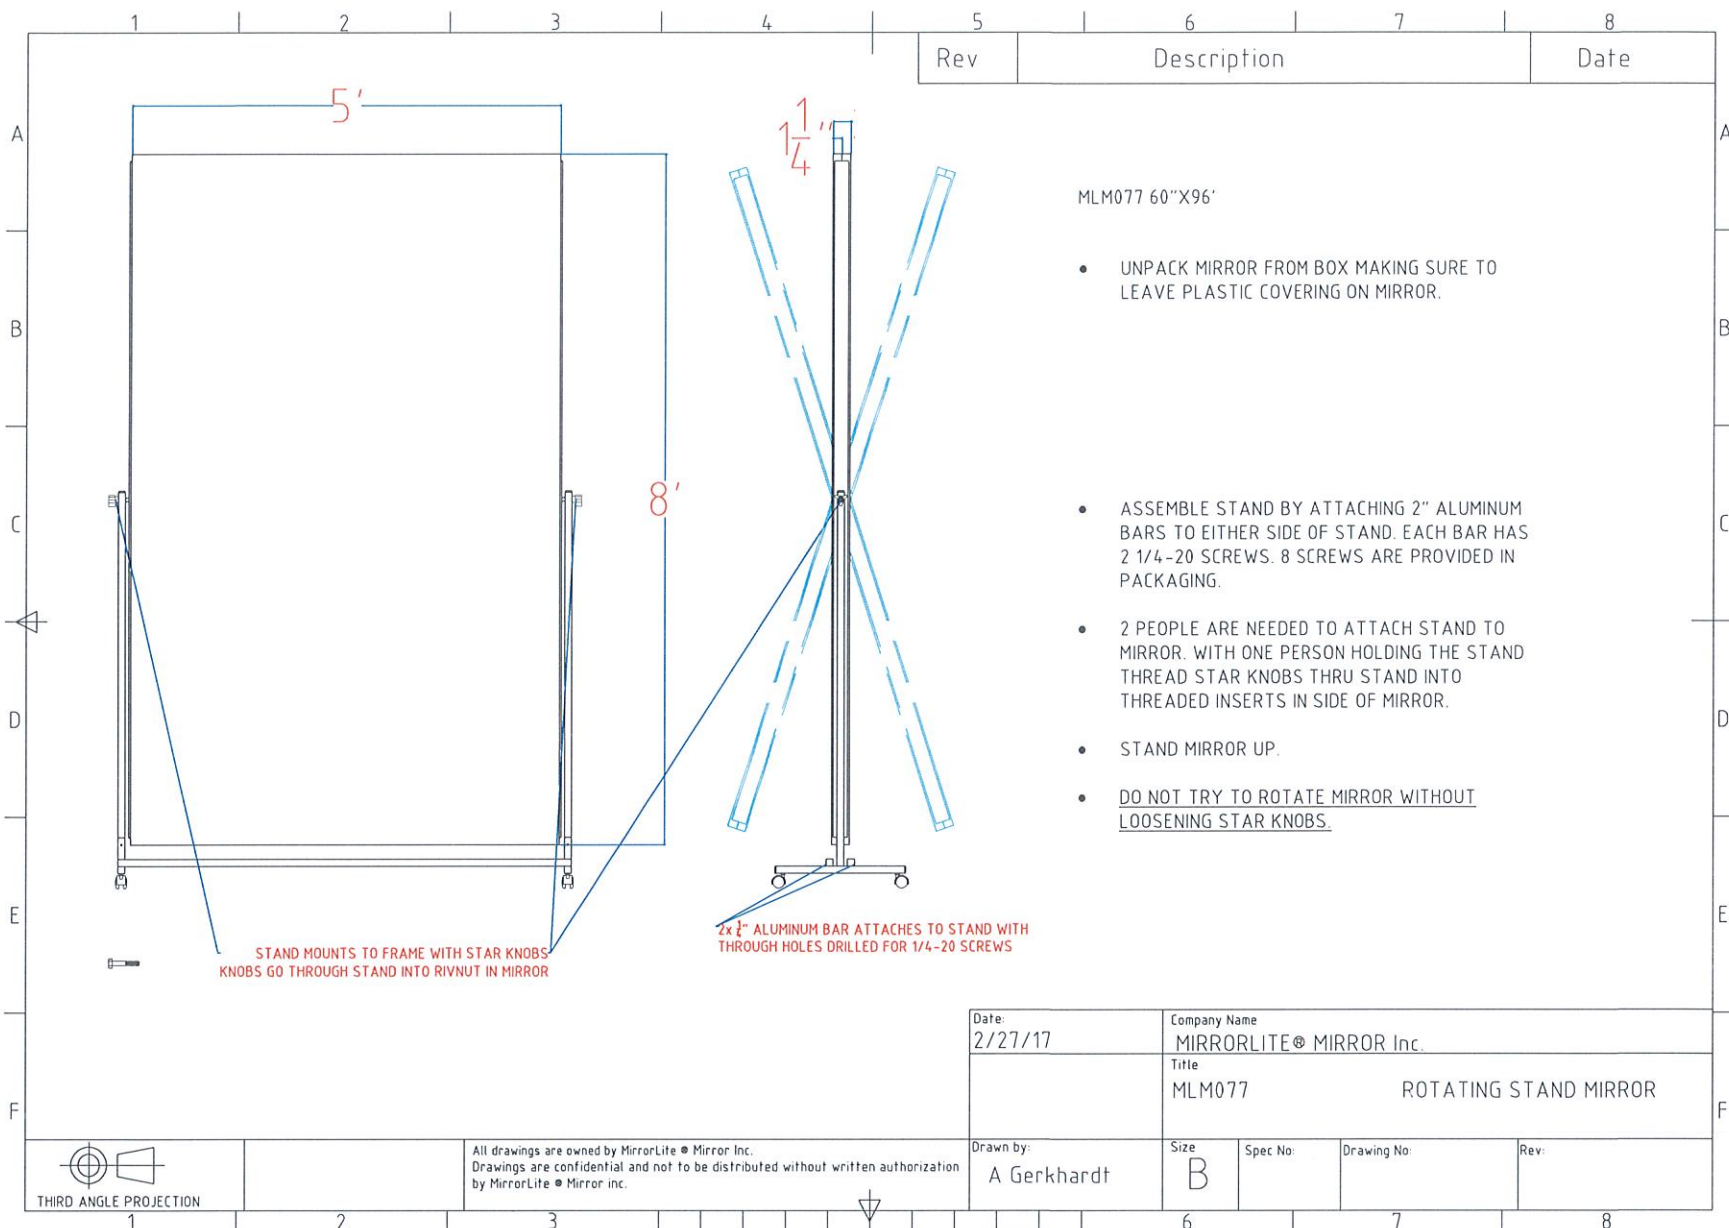 1 2 3 4 5 6 7 8
Rev Description Date
A A
B B
C C
D D
E E
F F
5'
1 1/4"
8'
MLM077 60"X96'
• UNPACK MIRROR FROM BOX MAKING SURE TO
LEAVE PLASTIC COVERING ON MIRROR.
• ASSEMBLE STAND BY ATTACHING 2" ALUMINUM
BARS TO EITHER SIDE OF STAND. EACH BAR HAS
2 1/4-20 SCREWS. 8 SCREWS ARE PROVIDED IN
PACKAGING.
• 2 PEOPLE ARE NEEDED TO ATTACH STAND TO
MIRROR. WITH ONE PERSON HOLDING THE STAND
THREAD STAR KNOBS THRU STAND INTO
THREADED INSERTS IN SIDE OF MIRROR.
• STAND MIRROR UP.
• DO NOT TRY TO ROTATE MIRROR WITHOUT
LOOSENING STAR KNOBS.
STAND MOUNTS TO FRAME WITH STAR KNOBS
KNOBS GO THROUGH STAND INTO RIVNUT IN MIRROR
2x ALUMINUM BAR ATTACHES TO STAND WITH
THROUGH HOLES DRILLED FOR 1/4-20 SCREWS
Date:
2/27/17
Company Name
MIRRORLITE® MIRROR Inc.
Title
MLM077 ROTATING STAND MIRROR
THIRD ANGLE PROJECTION
All drawings are owned by MirrorLite ® Mirror Inc.
Drawings are confidential and not to be distributed without written authorization
by MirrorLite ® Mirror inc.
Drawn by:
A Gerkhardt
Size
B
Spec No:
Drawing No:
Rev:
1 2 3 6 7 8